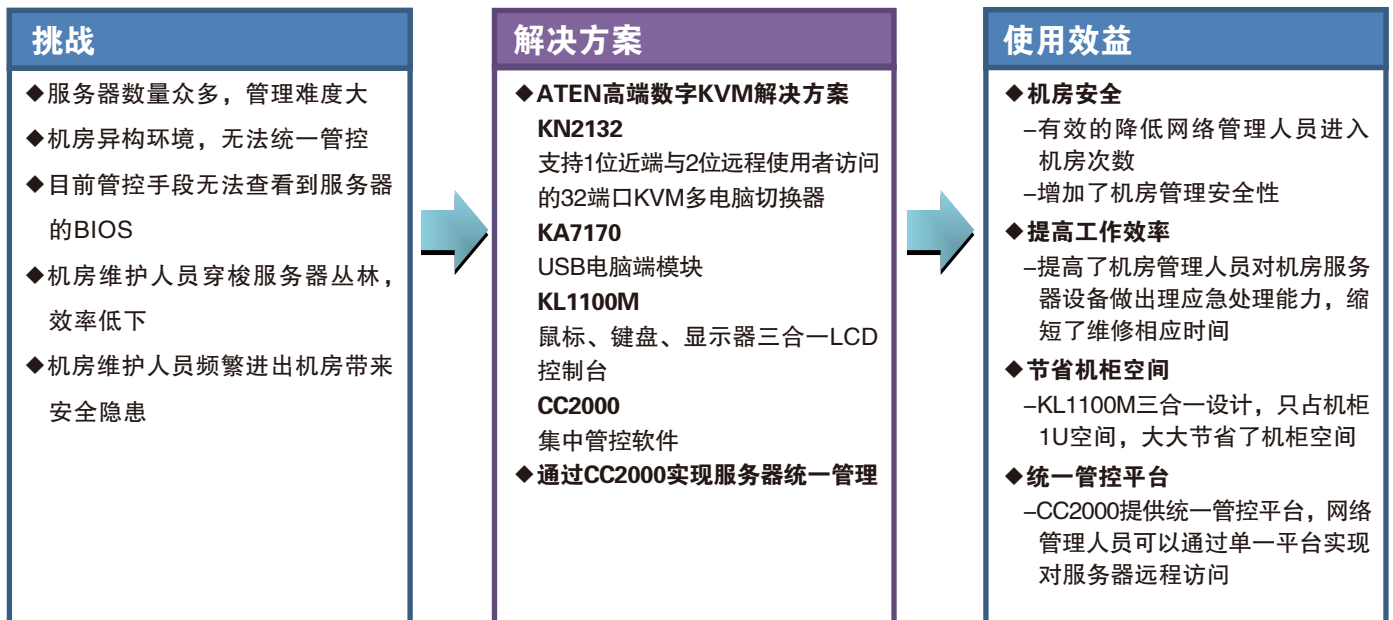 挑战
◆服务器数量众多，管理难度大
◆机房异构环境，无法统一管控
◆目前管控手段无法查看到服务器
的BIOS
◆机房维护人员穿梭服务器丛林，
效率低下
◆机房维护人员频繁进出机房带来
安全隐患
解决方案
◆ATEN高端数字KVM解决方案
KN2132
支持1位近端与2位远程使用者访问
的32端口KVM多电脑切换器
KA7170
USB电脑端模块
KL1100M
鼠标、键盘、显示器三合一LCD
控制台
CC2000
集中管控软件
◆通过CC2000实现服务器统一管理
使用效益
◆机房安全
–有效的降低网络管理人员进入
机房次数
–增加了机房管理安全性
◆提高工作效率
–提高了机房管理人员对机房服务
器设备做出理应急处理能力，缩
短了维修相应时间
◆节省机柜空间
–KL1100M三合一设计，只占机柜
1U空间，大大节省了机柜空间
◆统一管控平台
–CC2000提供统一管控平台，网络
管理人员可以通过单一平台实现
对服务器远程访问